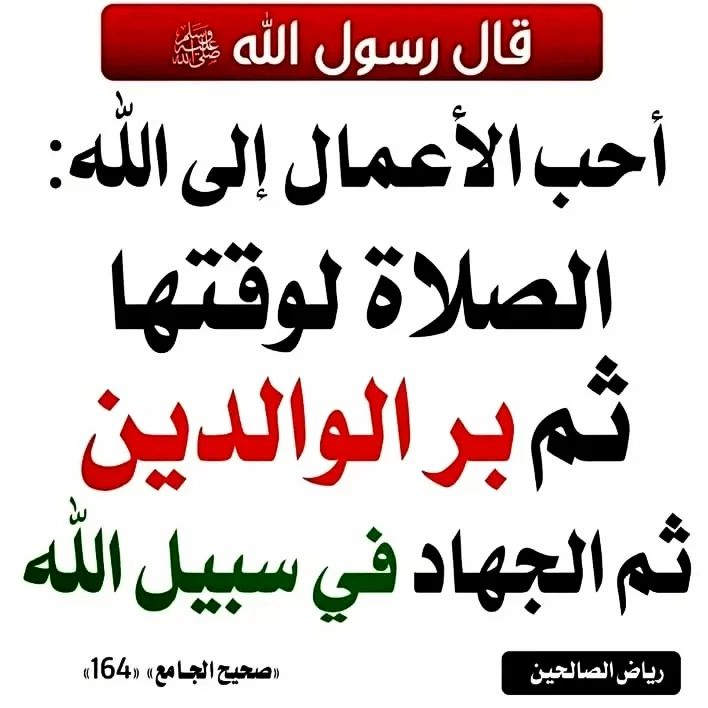 قال رسول الله ﷺ
أحب الأعمال إلى الله:
الصلاة لوقتها
ثم بر الوالدين
ثم الجهاد في سبيل الله
رياض الصالحين «صحيح الجامع» «164»